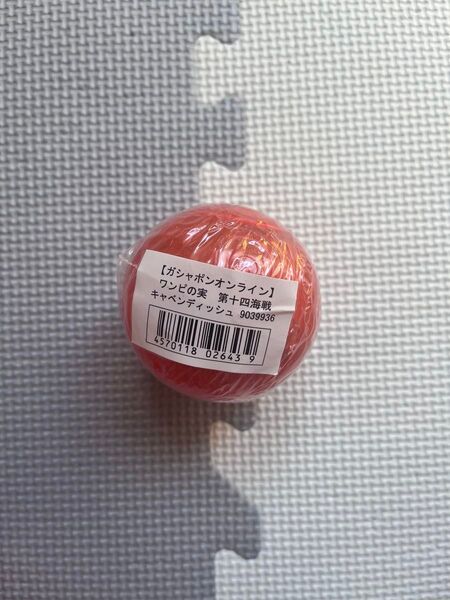 【ガシャポンオンライン】
ワンピの実 第十四海戦
キャベンディッシュ 9039936
4570118 02643 9